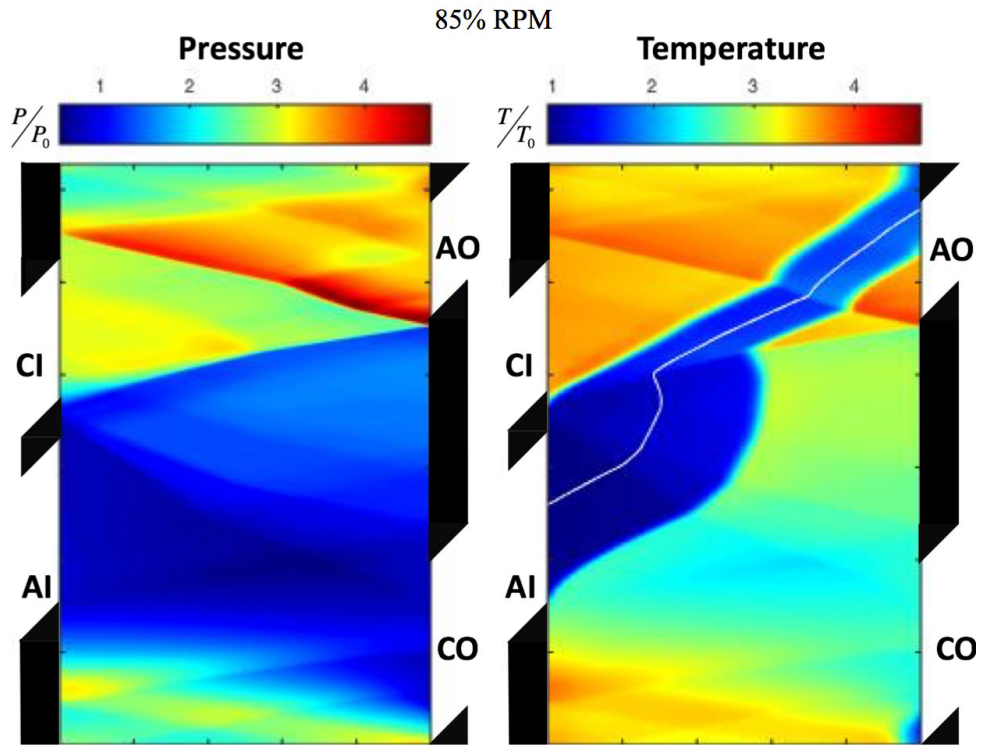 85% RPM
Pressure Temperature
1 2 3 4 1 2 3 4
P/P₀ T/T₀
AO AO
CI CI
AI AI
CO CO